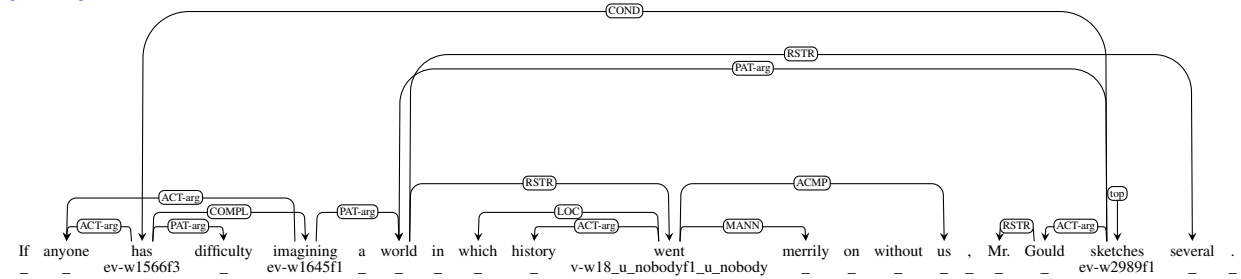 COND
RSTR
PAT-arg
top
RSTR ACMP
ACT-arg
COMPL PAT-arg LOC
ACT-arg PAT-arg ACT-arg MANN RSTR ACT-arg
If anyone has difficulty imagining a world in which history went merrily on without us , Mr. Gould sketches several .
_ _ ev-w1566f3 _ ev-w1645f1 _ _ _ _ _ v-w18_u_nobodyf1_u_nobody _ _ _ _ _ _ _ ev-w2989f1 _ _